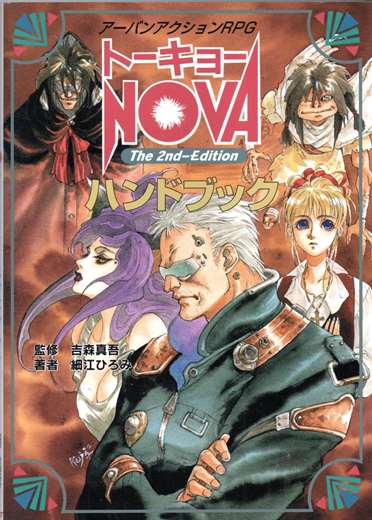 アーバンアクションRPG
トーキョー
NOVA
The 2nd-Edition
ハンドブック
監修 吉森真吾
著者 細江ひろみ